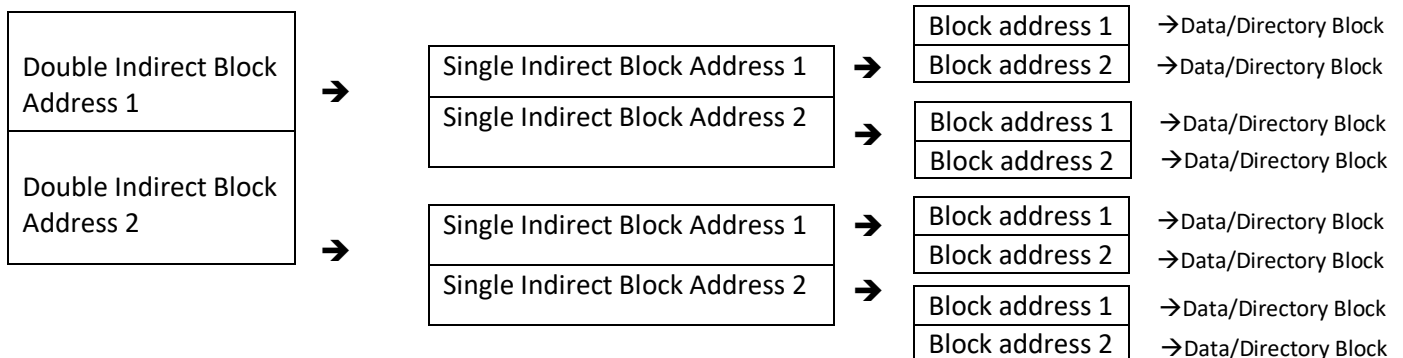 Double Indirect Block
Address 1
Double Indirect Block
Address 2
➔
➔
Single Indirect Block Address 1
Single Indirect Block Address 2
Single Indirect Block Address 1
Single Indirect Block Address 2
➔
➔
➔
➔
Block address 1 →Data/Directory Block
Block address 2 →Data/Directory Block
Block address 1 →Data/Directory Block
Block address 2 →Data/Directory Block
Block address 1 →Data/Directory Block
Block address 2 →Data/Directory Block
Block address 1 →Data/Directory Block
Block address 2 →Data/Directory Block